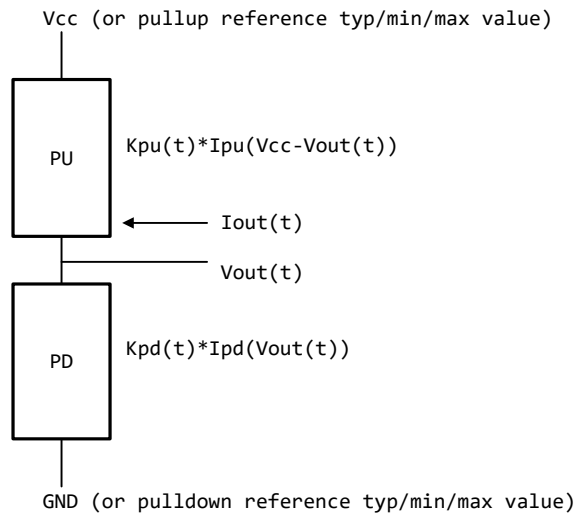 Vcc (or pullup reference typ/min/max value)
PU
Kpu(t)*Ipu(Vcc-Vout(t))
Iout(t)
Vout(t)
PD
Kpd(t)*Ipd(Vout(t))
GND (or pulldown reference typ/min/max value)